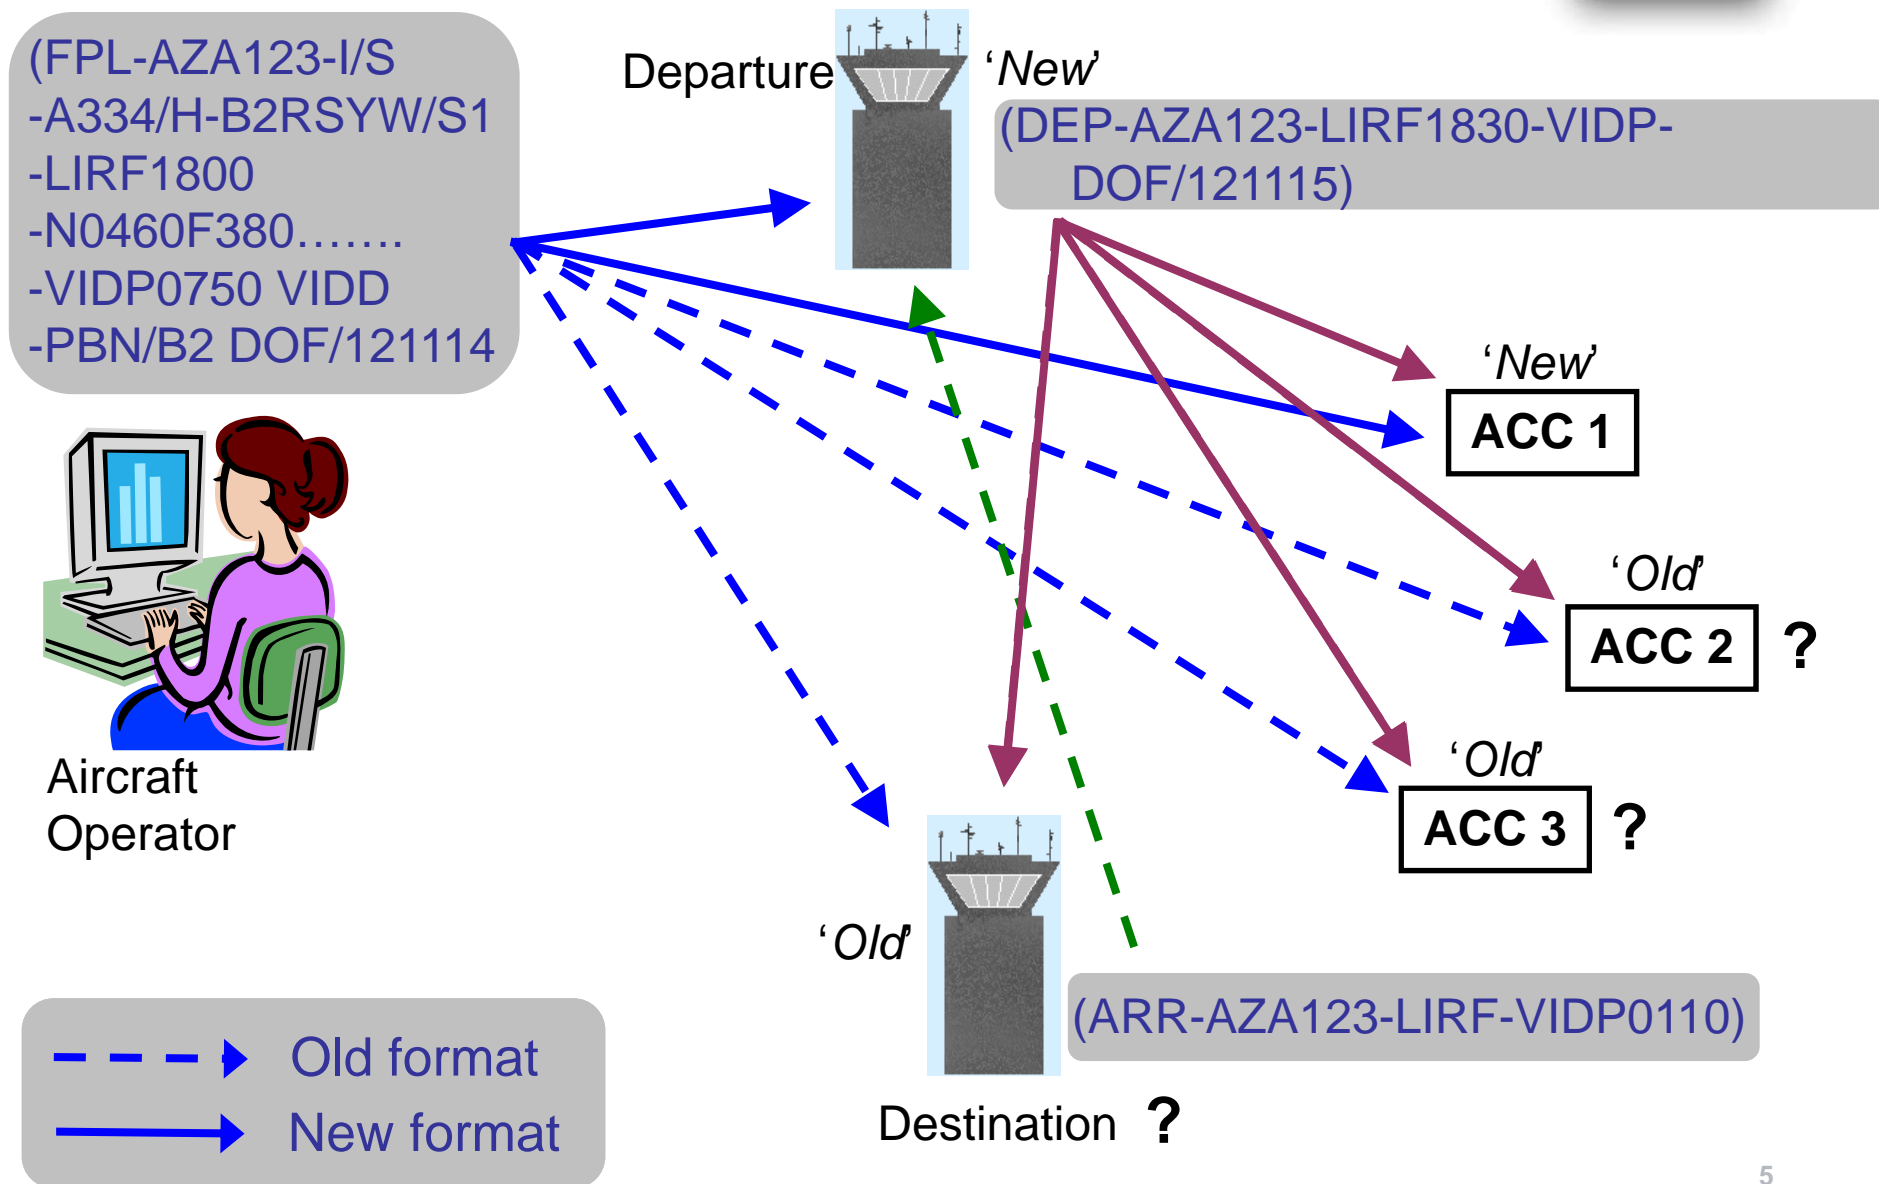 (FPL-AZA123-I/S
-A334/H-B2RSYW/S1
-LIRF1800
-N0460F380…….
-VIDP0750 VIDD
-PBN/B2 DOF/121114
Departure
‘New’
(DEP-AZA123-LIRF1830-VIDP-
DOF/121115)
‘New’
ACC 1
‘Old’
ACC 2 ?
‘Old’
ACC 3 ?
Aircraft
Operator
‘Old’
(ARR-AZA123-LIRF-VIDP0110)
Destination ?
Old format
New format
5